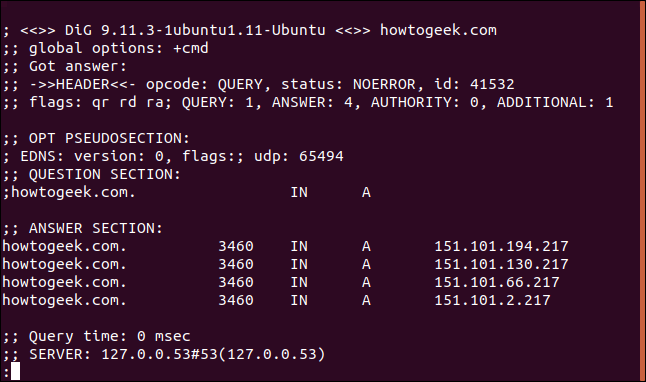 ; <<>> DiG 9.11.3-1ubuntu1.11-Ubuntu <<>> howtogeek.com
;; global options: +cmd
;; Got answer:
;; ->>HEADER<<- opcode: QUERY, status: NOERROR, id: 41532
;; flags: qr rd ra; QUERY: 1, ANSWER: 4, AUTHORITY: 0, ADDITIONAL: 1

;; OPT PSEUDOSECTION:
; EDNS: version: 0, flags:; udp: 65494
;; QUESTION SECTION:
;howtogeek.com. IN A

;; ANSWER SECTION:
howtogeek.com. 3460 IN A 151.101.194.217
howtogeek.com. 3460 IN A 151.101.130.217
howtogeek.com. 3460 IN A 151.101.66.217
howtogeek.com. 3460 IN A 151.101.2.217

;; Query time: 0 msec
;; SERVER: 127.0.0.53#53(127.0.0.53)
: